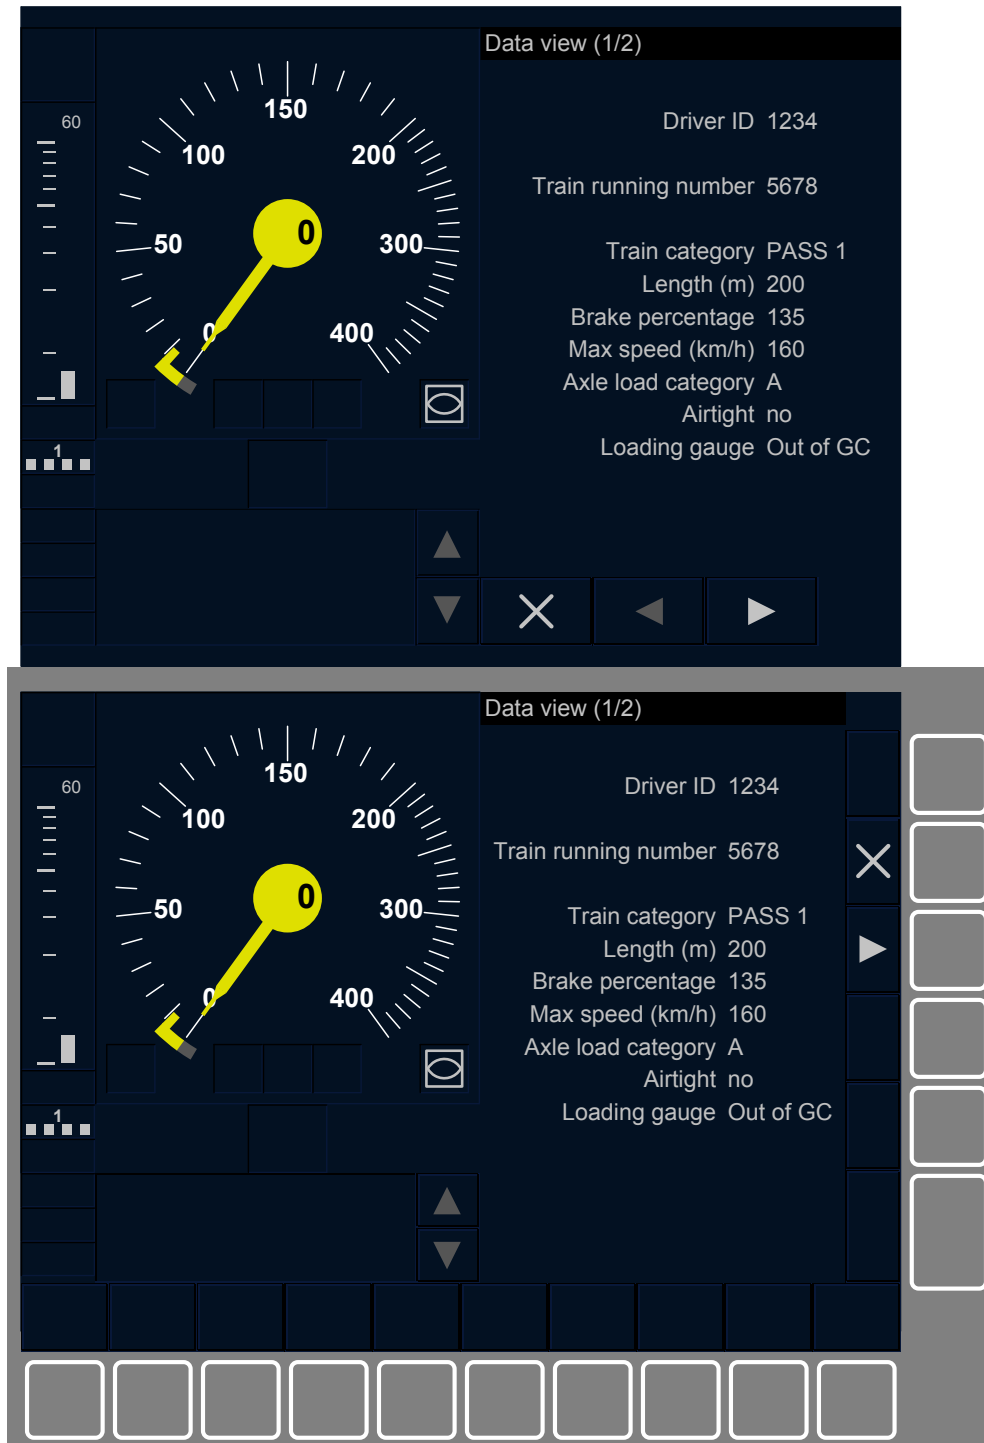 Data view (1/2)
60
150
100
200
50
0
300
0
400
1
Driver ID 1234
Train running number 5678
Train category PASS 1
Length (m) 200
Brake percentage 135
Max speed (km/h) 160
Axle load category A
Airtight no
Loading gauge Out of GC
Data view (1/2)
60
150
100
200
50
0
300
0
400
1
Driver ID 1234
Train running number 5678
Train category PASS 1
Length (m) 200
Brake percentage 135
Max speed (km/h) 160
Axle load category A
Airtight no
Loading gauge Out of GC